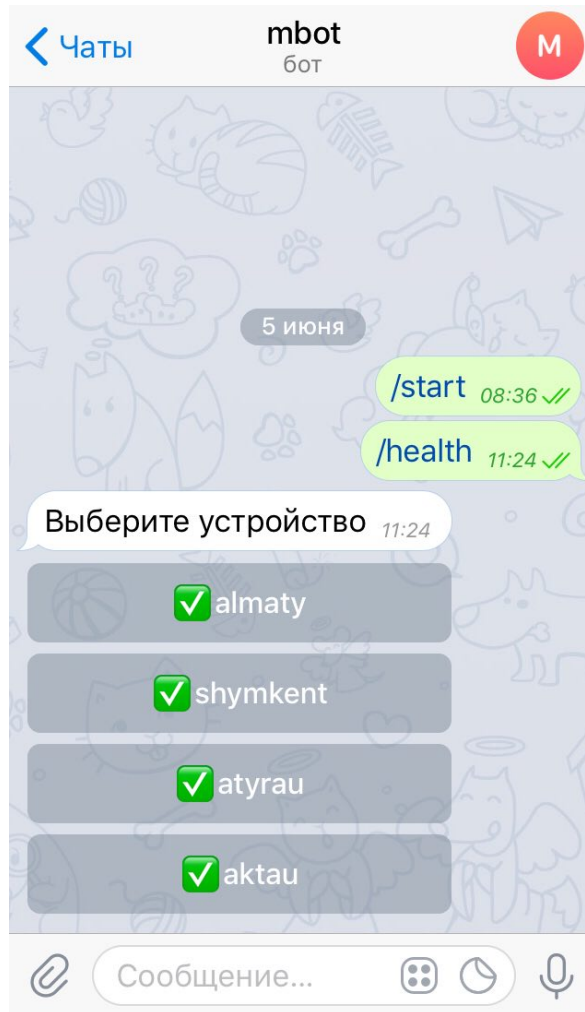 Чаты
mbot
бот
M
5 июня
/start 08:36
/health 11:24
Выберите устройство 11:24
✅almaty
✅shymkent
✅atyrau
✅aktau
Сообщение...